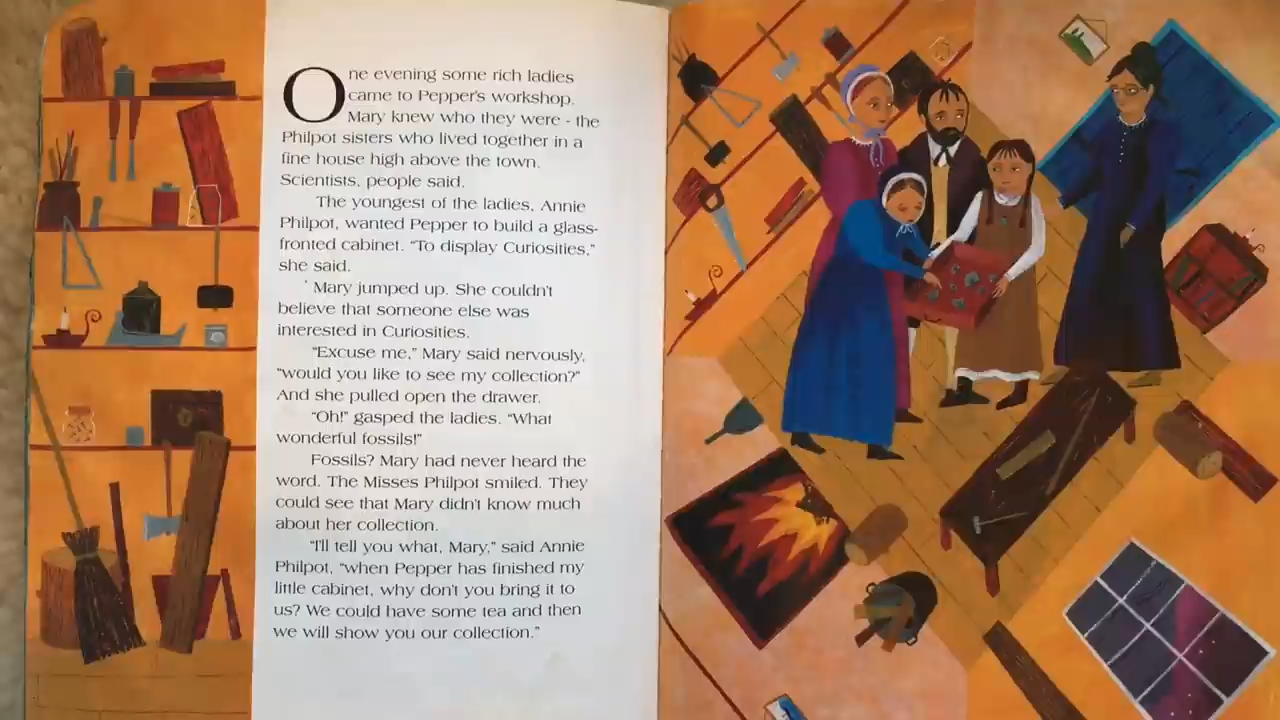 One evening some rich ladies
came to Pepper's workshop.
Mary knew who they were - the
Philpot sisters who lived together in a
fine house high above the town.
Scientists, people said.
The youngest of the ladies, Annie
Philpot, wanted Pepper to build a glass-
fronted cabinet. "To display Curiosities,"
she said.
Mary jumped up. She couldn't
believe that someone else was
interested in Curiosities.
"Excuse me," Mary said nervously,
"would you like to see my collection?"
And she pulled open the drawer.
"Oh!" gasped the ladies. "What
wonderful fossils!"
Fossils? Mary had never heard the
word. The Misses Philpot smiled. They
could see that Mary didn't know much
about her collection.
"I'll tell you what, Mary," said Annie
Philpot, "when Pepper has finished my
little cabinet, why don't you bring it to
us? We could have some tea and then
we will show you our collection."